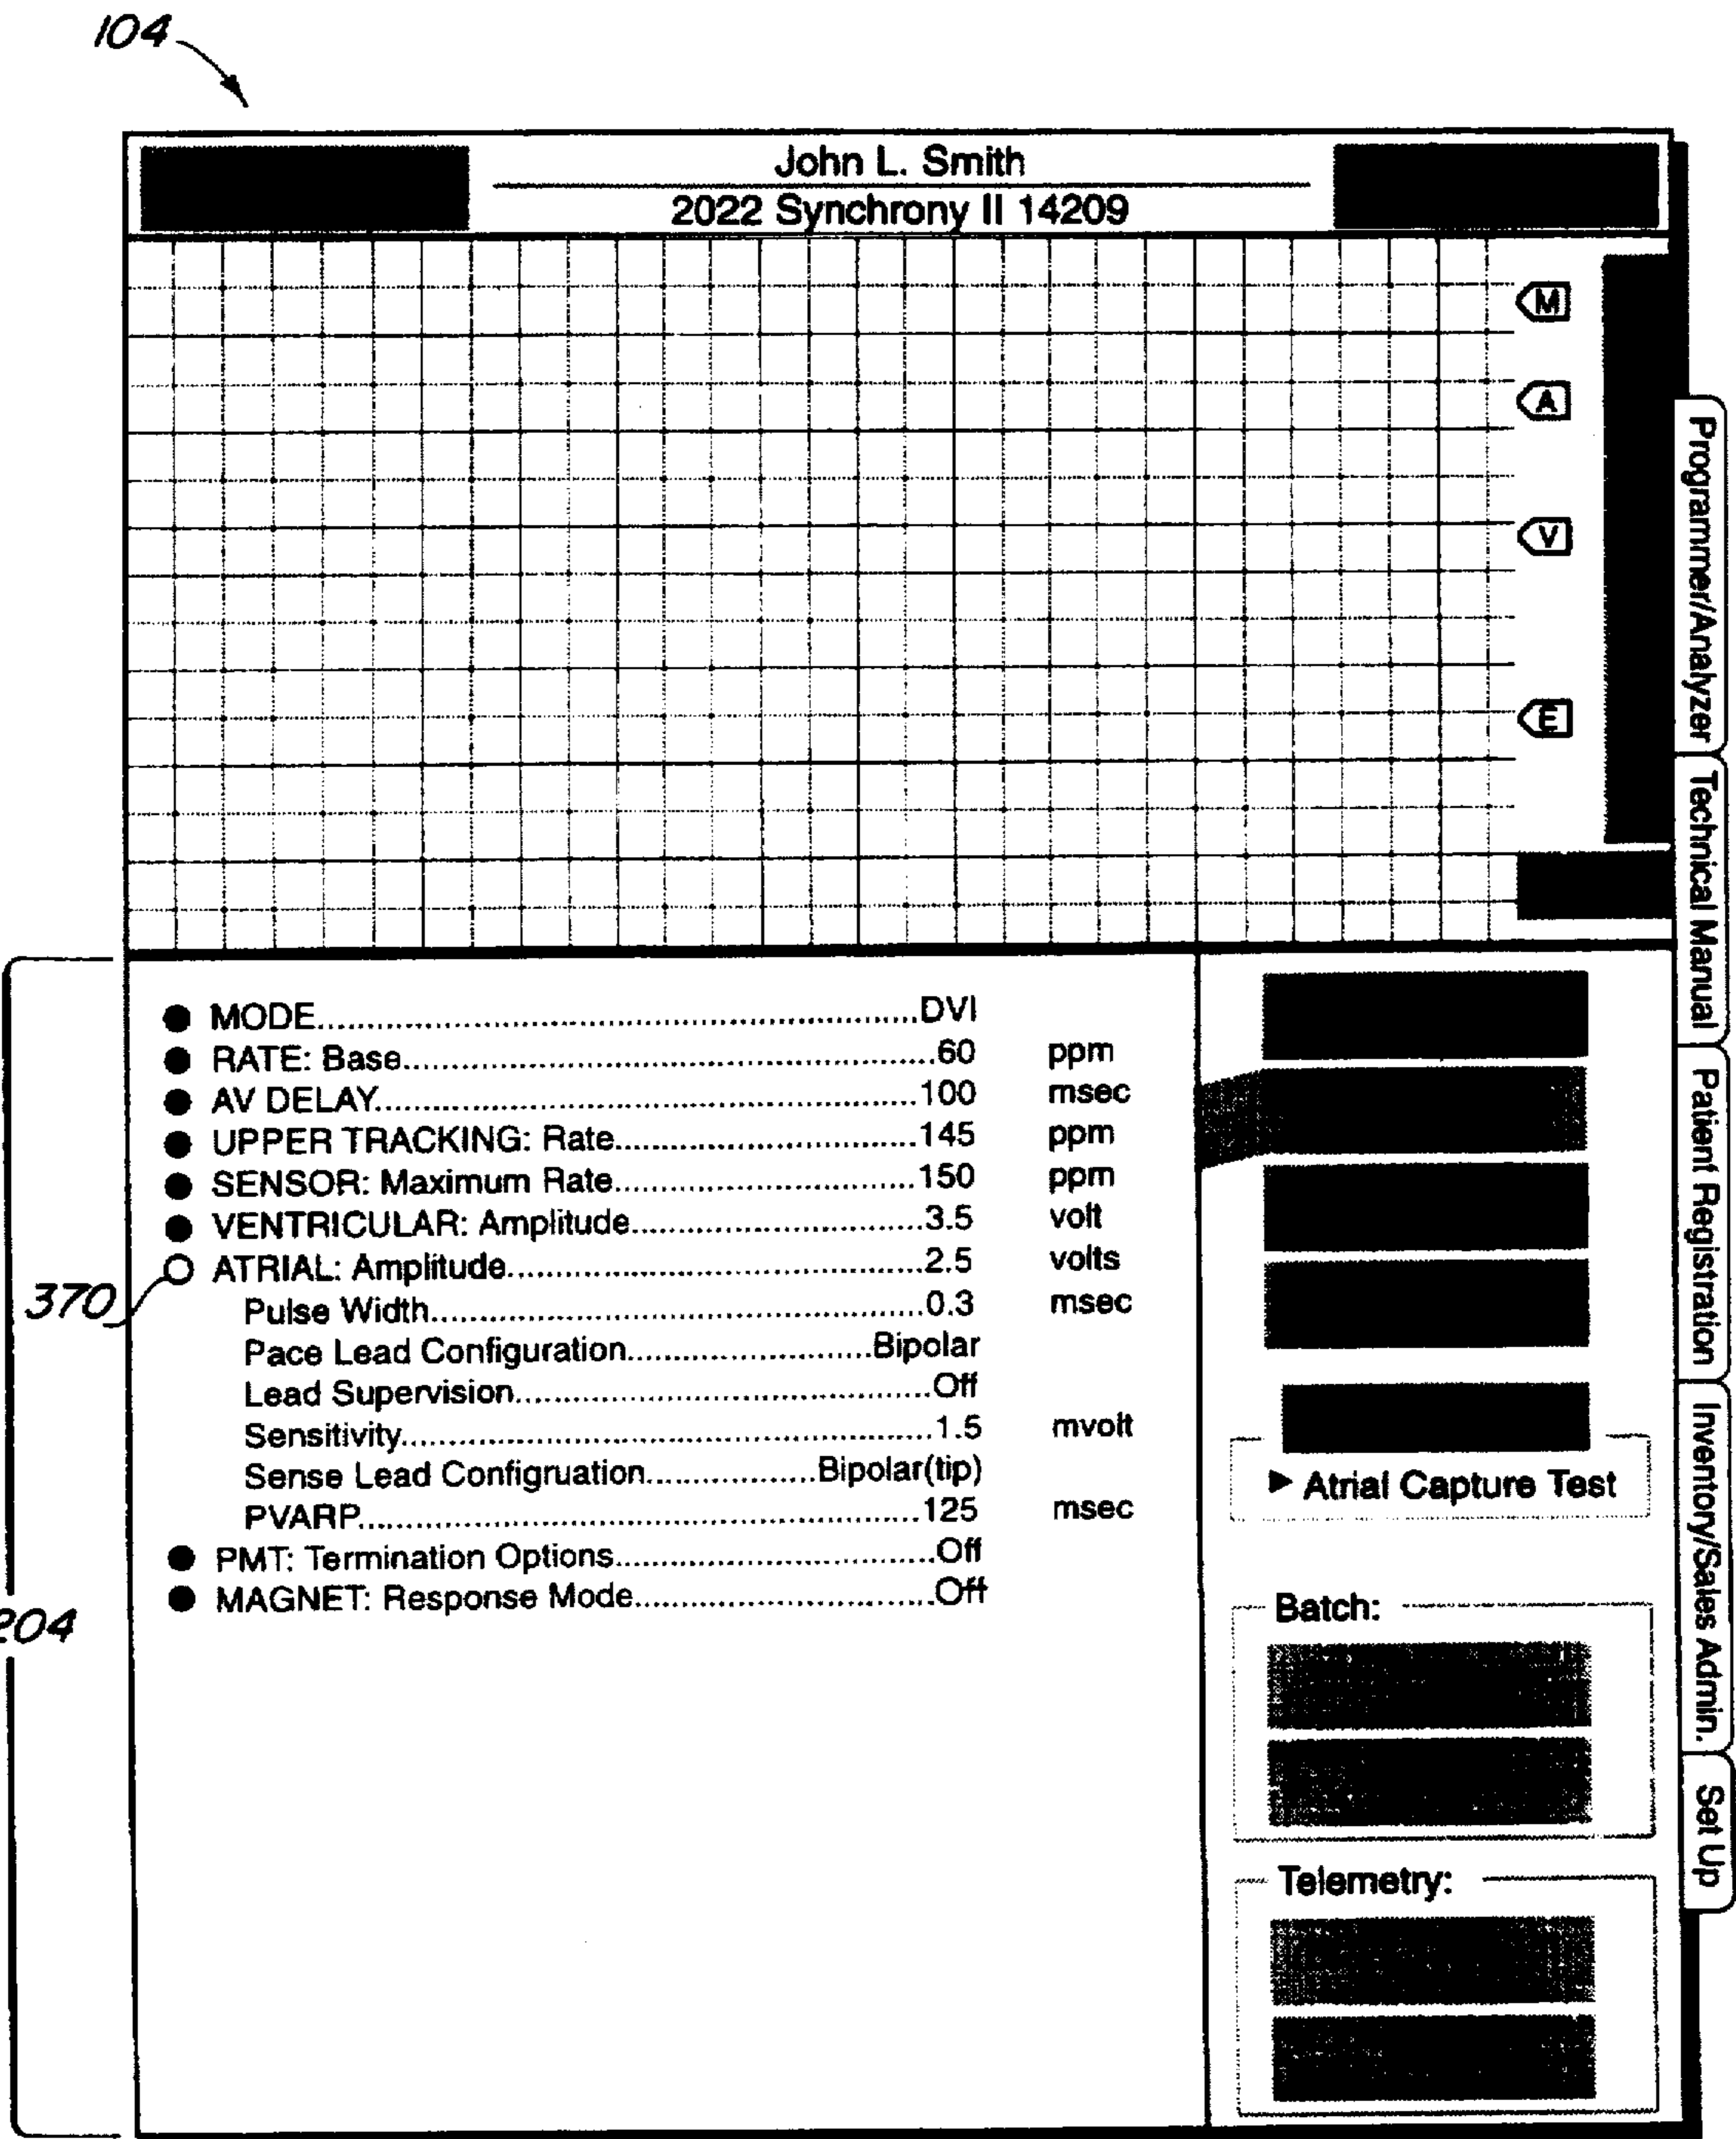 104
John L. Smith
2022 Synchrony II 14209
M
A
V
E
Programmer/Analyzer
Technical Manual
Patient Registration
Inventory/Sales Admin.
Set Up
MODE............................................................DVI
RATE: Base.....................................................60 ppm
AV DELAY......................................................100 msec
UPPER TRACKING: Rate..............................145 ppm
SENSOR: Maximum Rate..............................150 ppm
VENTRICULAR: Amplitude.............................3.5 volt
ATRIAL: Amplitude.........................................2.5 volts
370
Pulse Width.................................................0.3 msec
Pace Lead Configuration........................Bipolar
Lead Supervision.........................................Off
Sensitivity.....................................................1.5 mvolt
Sense Lead Configruation.................Bipolar(tip)
PVARP........................................................125 msec
PMT: Termination Options................................Off
MAGNET: Response Mode..............................Off
204
Atrial Capture Test
Batch:
Telemetry: